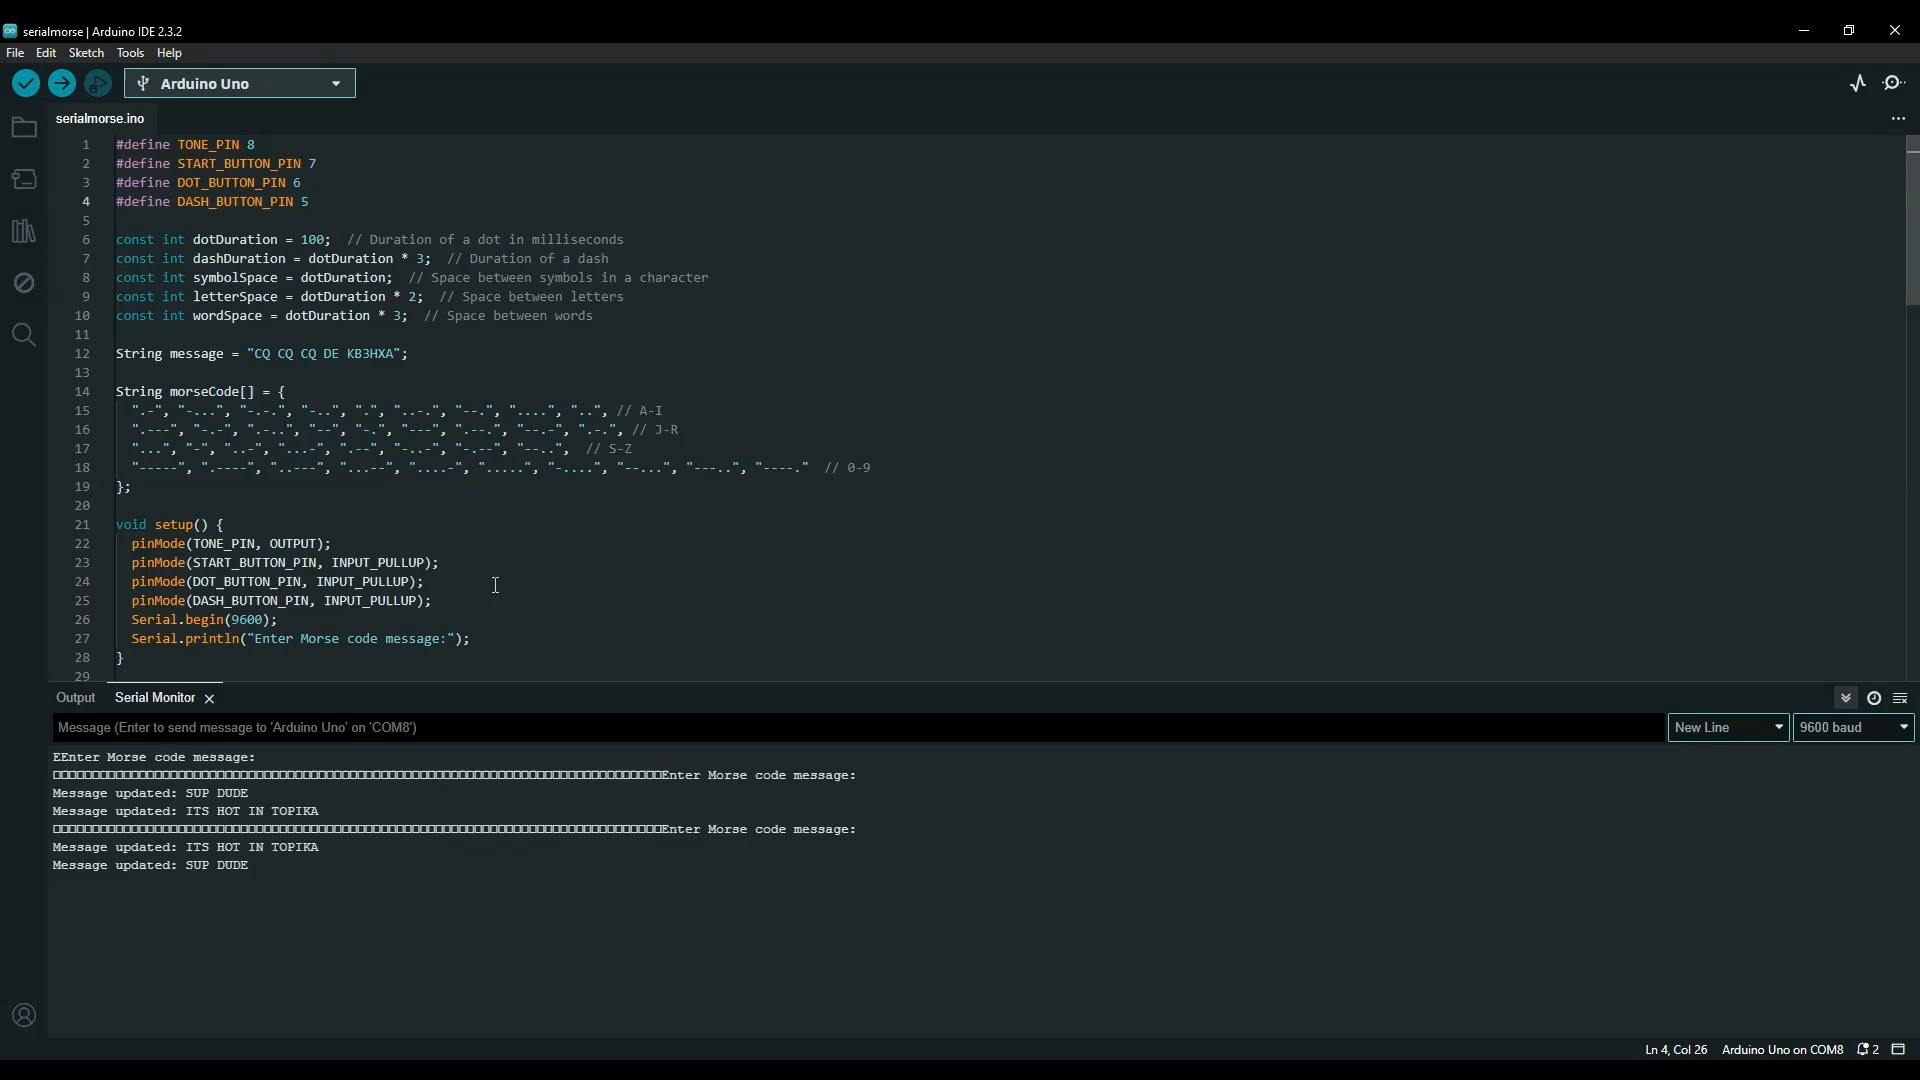 serialmorse | Arduino IDE 2.3.2
File Edit Sketch Tools Help
Arduino Uno
serialmorse.ino
1 #define TONE_PIN 8
2 #define START_BUTTON_PIN 7
3 #define DOT_BUTTON_PIN 6
4 #define DASH_BUTTON_PIN 5
5
6 const int dotDuration = 100;  // Duration of a dot in milliseconds
7 const int dashDuration = dotDuration * 3;  // Duration of a dash
8 const int symbolSpace = dotDuration;  // Space between symbols in a character
9 const int letterSpace = dotDuration * 2;  // Space between letters
10 const int wordSpace = dotDuration * 3;  // Space between words
11
12 String message = "CQ CQ CQ DE KB3HXA";
13
14 String morseCode[] = {
15 ".-", "-...", "-.-.", "-..", ".", "..-.", "--.", "....", "..", // A-I
16 ".---", "-.-", ".-..", "--", "-.", "---", ".--.", "--.-", ".-.", // J-R
17 "...", "-", "..-", "...-", ".--", "-..-", "-.--", "--..",  // S-Z
18 "-----", ".----", "..---", "...--", "....-", ".....", "-....", "--...", "---..", "----."  // 0-9
19 };
20
21 void setup() {
22 pinMode(TONE_PIN, OUTPUT);
23 pinMode(START_BUTTON_PIN, INPUT_PULLUP);
24 pinMode(DOT_BUTTON_PIN, INPUT_PULLUP);
25 pinMode(DASH_BUTTON_PIN, INPUT_PULLUP);
26 Serial.begin(9600);
27 Serial.println("Enter Morse code message:");
28 }
29
Output Serial Monitor
Message (Enter to send message to 'Arduino Uno' on 'COM8') New Line 9600 baud
EEnter Morse code message:
□□□□□□□□□□□□□□□□□□□□□□□□□□□□□□□□□□□□□□□□□□□□□□□□□□□□□□□□□□□□□□□□□□□□□□□□□□□□□□Enter Morse code message:
Message updated: SUP DUDE
Message updated: ITS HOT IN TOPIKA
□□□□□□□□□□□□□□□□□□□□□□□□□□□□□□□□□□□□□□□□□□□□□□□□□□□□□□□□□□□□□□□□□□□□□□□□□□□□□□Enter Morse code message:
Message updated: ITS HOT IN TOPIKA
Message updated: SUP DUDE
Ln 4, Col 26 Arduino Uno on COM8 2